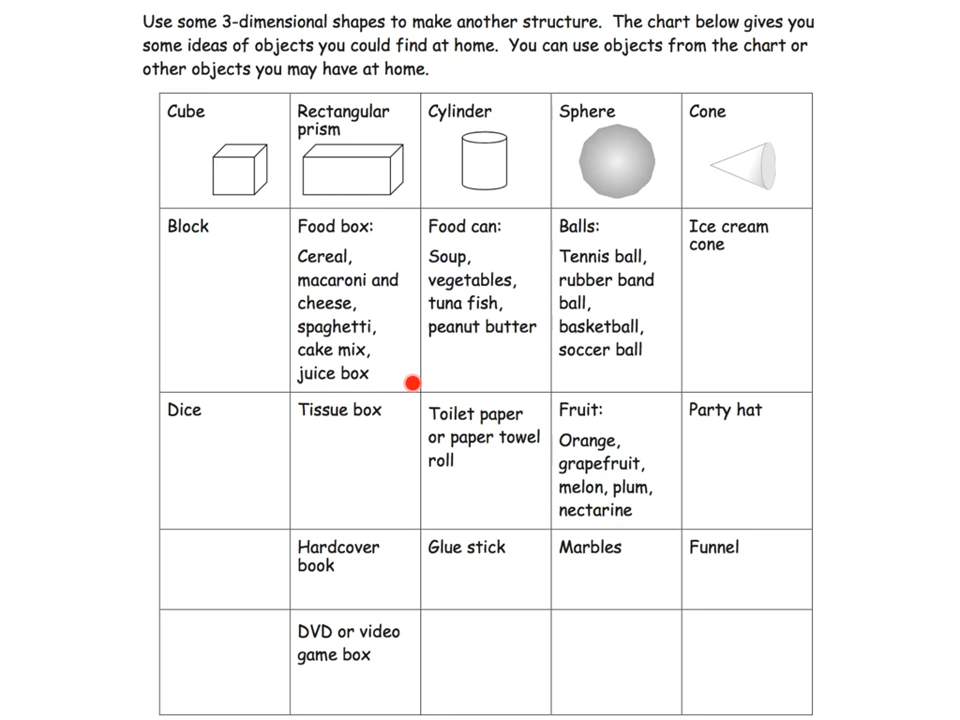 Use some 3-dimensional shapes to make another structure. The chart below gives you
some ideas of objects you could find at home. You can use objects from the chart or
other objects you may have at home.
Cube
Rectangular
prism
Cylinder
Sphere
Cone
Block
Food box:
Cereal,
macaroni and
cheese,
spaghetti,
cake mix,
juice box
Food can:
Soup,
vegetables,
tuna fish,
peanut butter
Balls:
Tennis ball,
rubber band
ball,
basketball,
soccer ball
Ice cream
cone
Dice
Tissue box
Toilet paper
or paper towel
roll
Fruit:
Orange,
grapefruit,
melon, plum,
nectarine
Party hat
Hardcover
book
Glue stick
Marbles
Funnel
DVD or video
game box